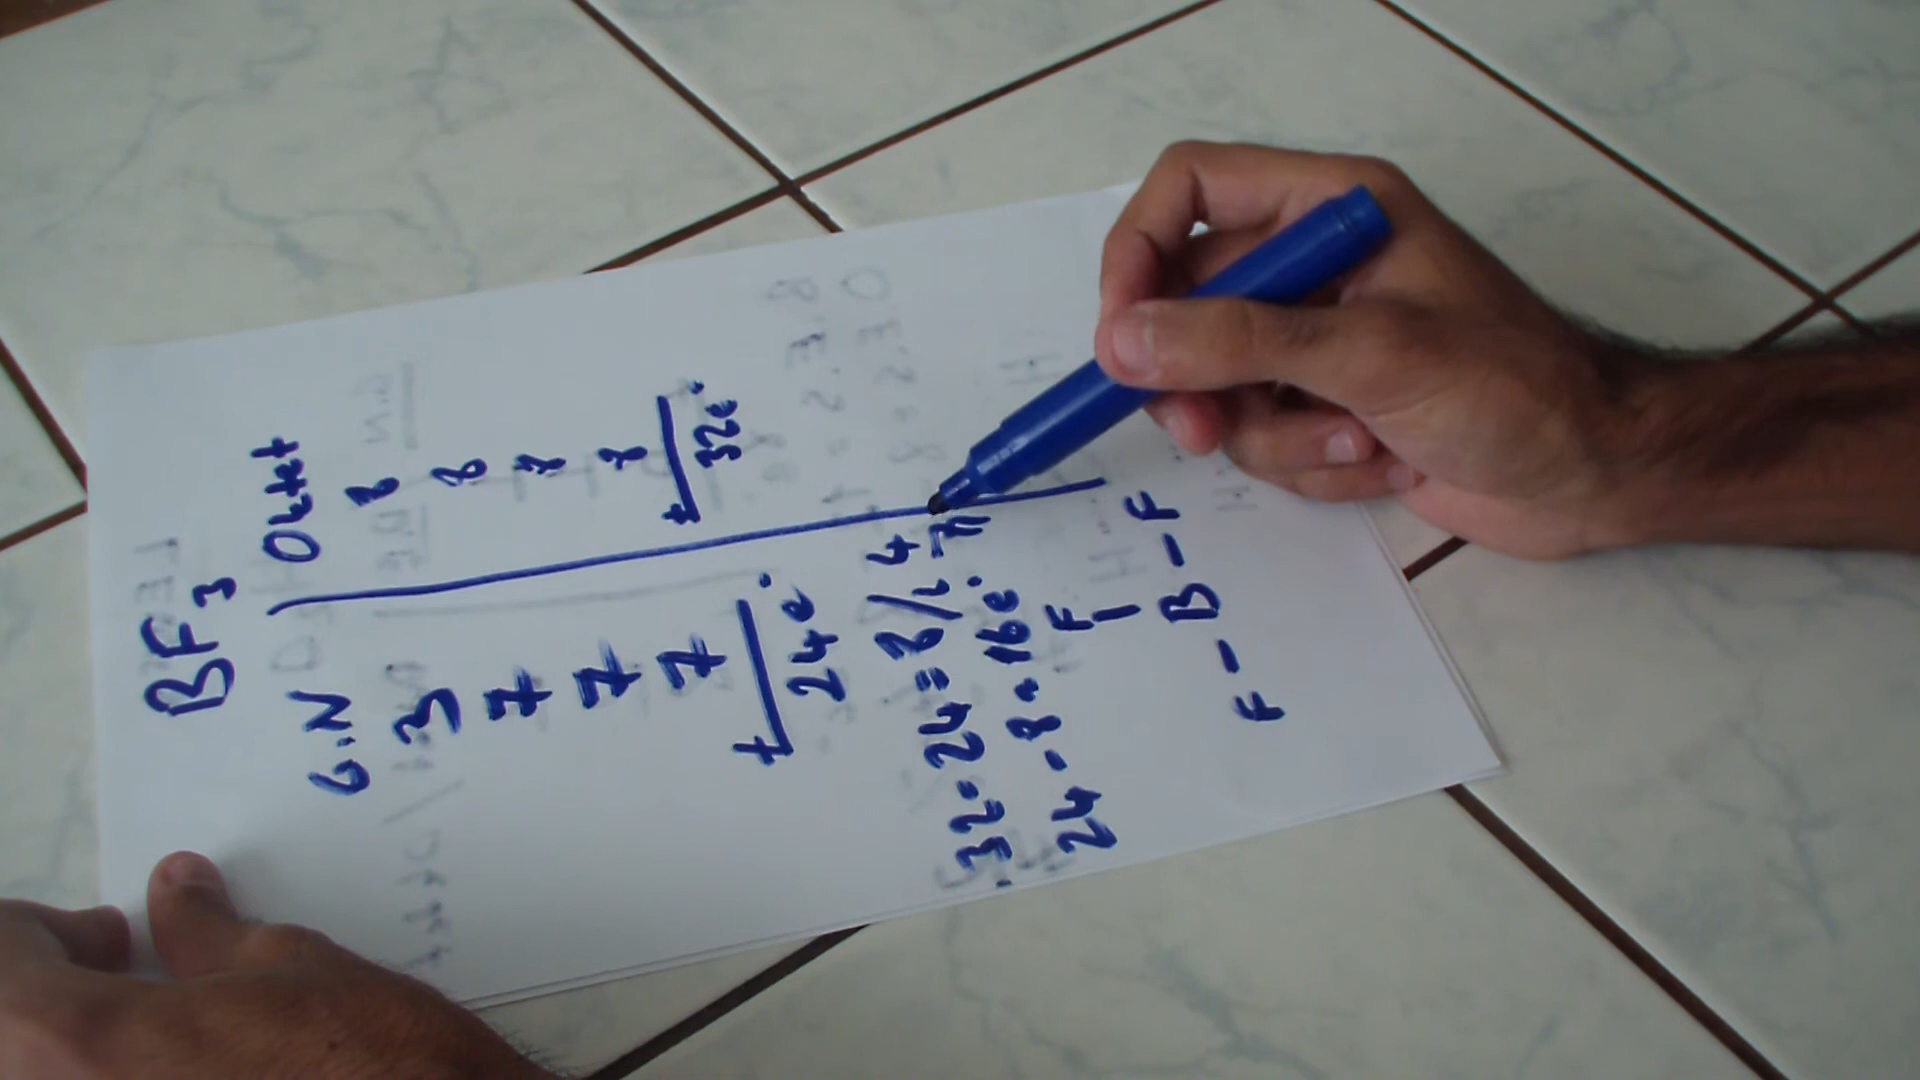 BF3
G.N Oktet
3 8
7 8
7 8
7 8
+ 24e- + 32e-
32-24=8/2 4
24-8=16e-
F
F-B-F